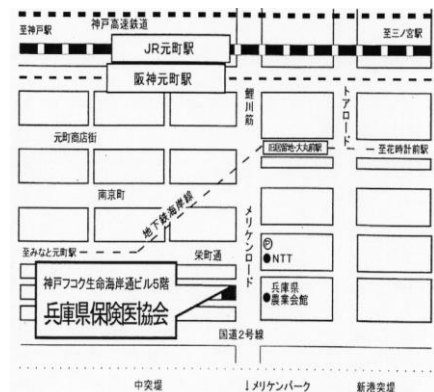 神戸高速鉄道
至神戸駅
至三ノ宮駅
JR元町駅
阪神元町駅
鯉川筋
トアロード
元町商店街
旧居留地・大丸前駅
至花時計前駅
南京町
地下鉄海岸線
メリケンロード
至みなと元町駅
栄町通
Ⓟ
NTT
神戸フコク生命海岸通ビル5階
兵庫県保険医協会
兵庫県
農業会館
国道2号線
中突堤
↓メリケンパーク
新港突堤